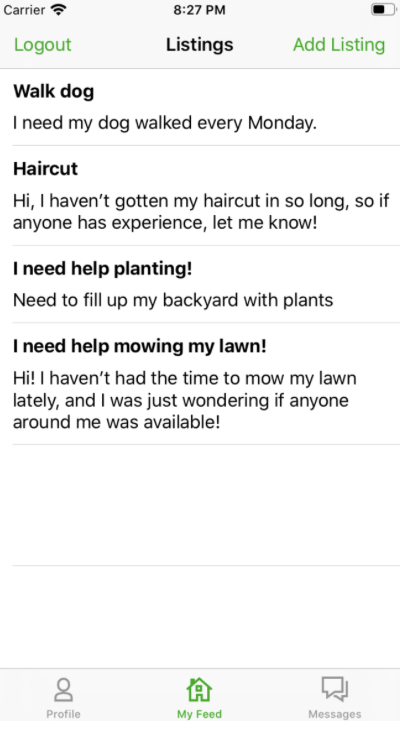 Carrier 8:27 PM
Logout Listings Add Listing
Walk dog
I need my dog walked every Monday.
Haircut
Hi, I haven’t gotten my haircut in so long, so if
anyone has experience, let me know!
I need help planting!
Need to fill up my backyard with plants
I need help mowing my lawn!
Hi! I haven’t had the time to mow my lawn
lately, and I was just wondering if anyone
around me was available!
Profile My Feed Messages